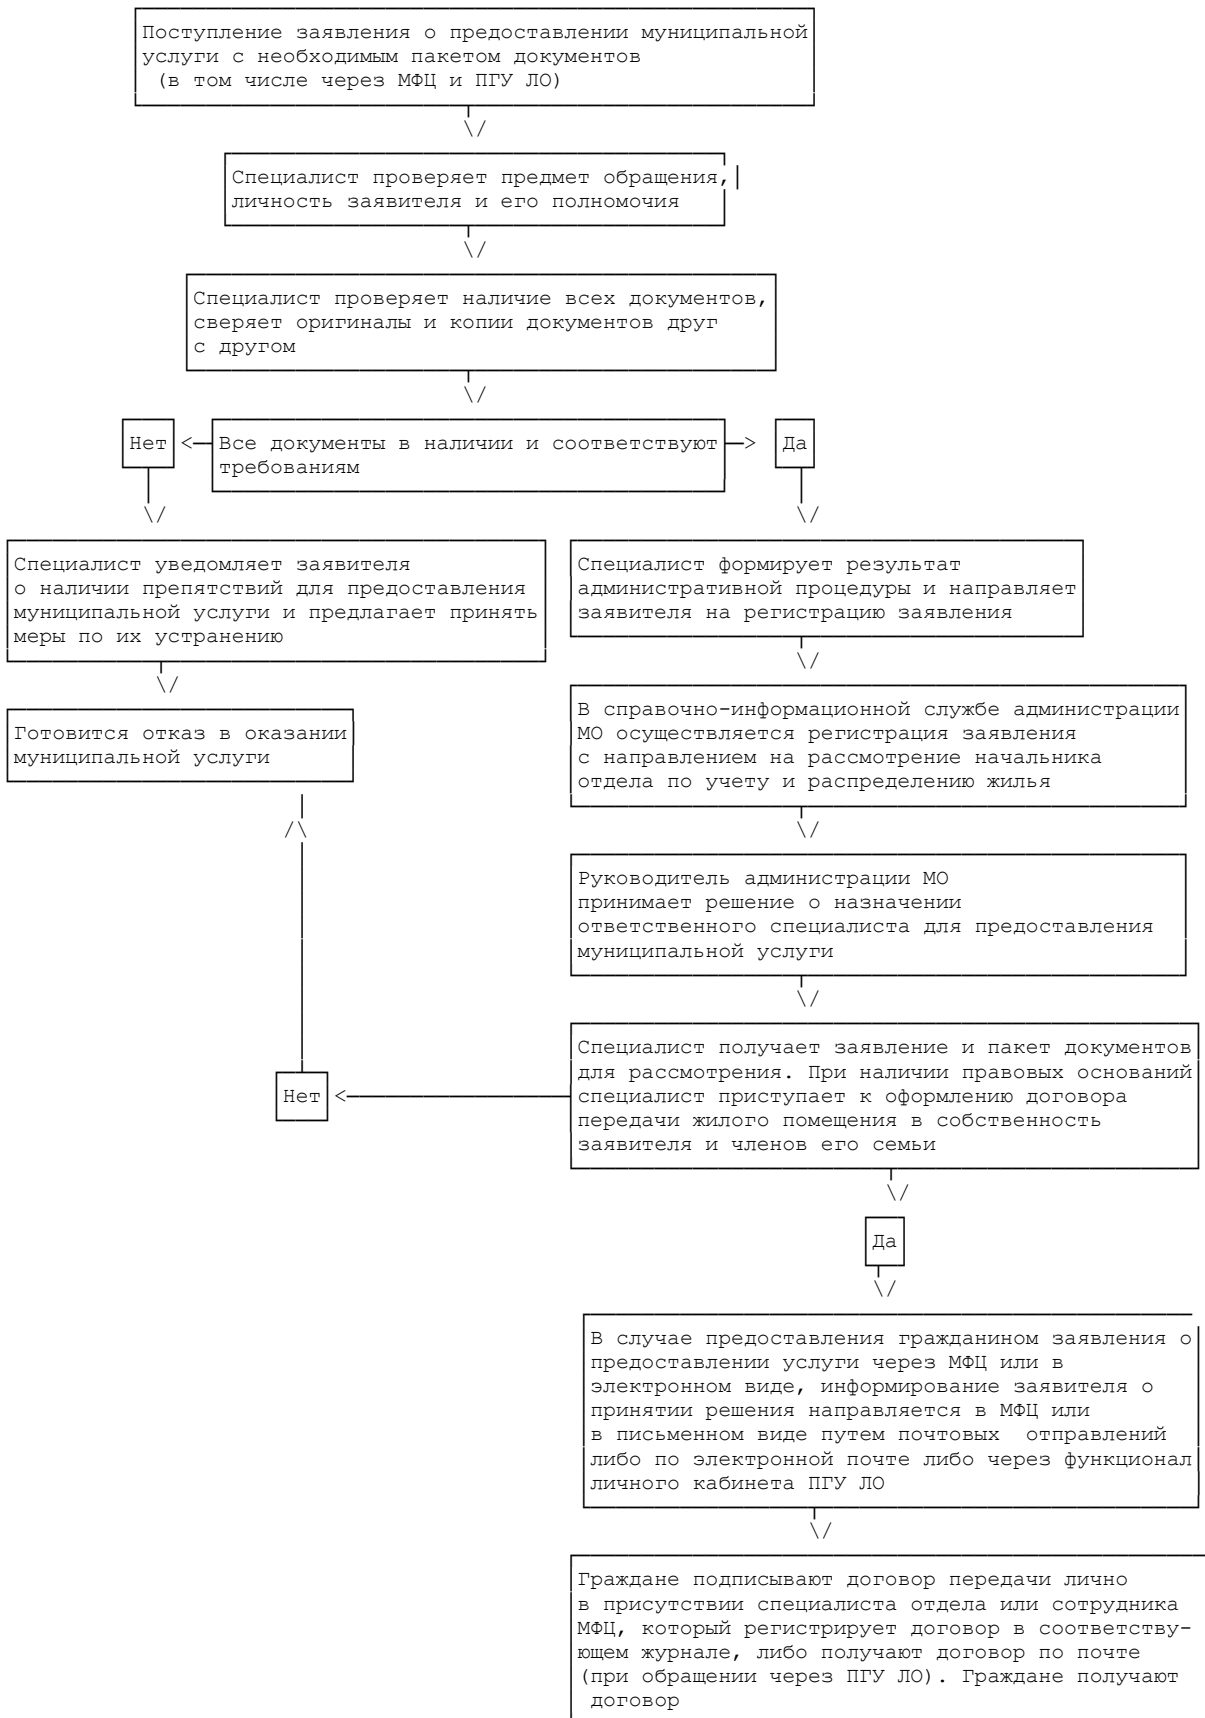 Поступление заявления о предоставлении муниципальной
услуги с необходимым пакетом документов
(в том числе через МФЦ и ПГУ ЛО)
Специалист проверяет предмет обращения,
личность заявителя и его полномочия
Специалист проверяет наличие всех документов,
сверяет оригиналы и копии документов друг
с другом
Нет
Все документы в наличии и соответствуют
требованиям
Да
Специалист уведомляет заявителя
о наличии препятствий для предоставления
муниципальной услуги и предлагает принять
меры по их устранению
Специалист формирует результат
административной процедуры и направляет
заявителя на регистрацию заявления
Готовится отказ в оказании
муниципальной услуги
В справочно-информационной службе администрации
МО осуществляется регистрация заявления
с направлением на рассмотрение начальника
отдела по учету и распределению жилья
Руководитель администрации МО
принимает решение о назначении
ответственного специалиста для предоставления
муниципальной услуги
Специалист получает заявление и пакет документов
для рассмотрения. При наличии правовых оснований
специалист приступает к оформлению договора
передачи жилого помещения в собственность
заявителя и членов его семьи
Нет
Да
В случае предоставления гражданином заявления о
предоставлении услуги через МФЦ или в
электронном виде, информирование заявителя о
принятии решения направляется в МФЦ или
в письменном виде путем почтовых отправлений
либо по электронной почте либо через функционал
личного кабинета ПГУ ЛО
Граждане подписывают договор передачи лично
в присутствии специалиста отдела или сотрудника
МФЦ, который регистрирует договор в соответству-
ющем журнале, либо получают договор по почте
(при обращении через ПГУ ЛО). Граждане получают
договор